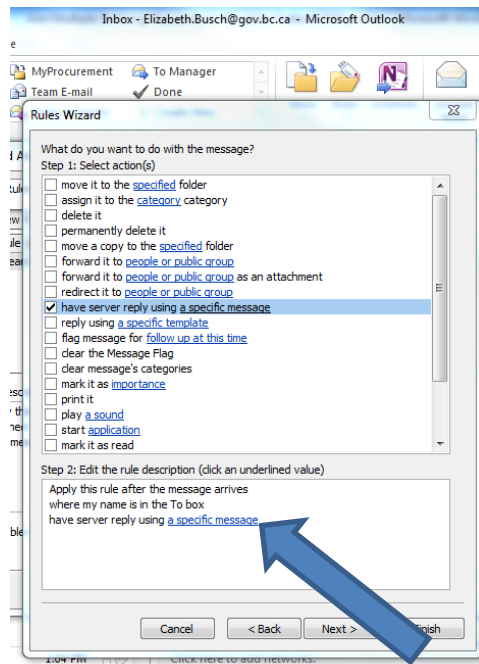 Inbox - Elizabeth.Busch@gov.bc.ca - Microsoft Outlook
e
MyProcurement To Manager
Team E-mail Done
Rules Wizard
What do you want to do with the message?
Step 1: Select action(s)
move it to the specified folder
assign it to the category category
delete it
permanently delete it
move a copy to the specified folder
forward it to people or public group
forward it to people or public group as an attachment
redirect it to people or public group
have server reply using a specific message
reply using a specific template
flag message for follow up at this time
clear the Message Flag
clear message's categories
mark it as importance
print it
play a sound
start application
mark it as read
Step 2: Edit the rule description (click an underlined value)
Apply this rule after the message arrives
where my name is in the To box
have server reply using a specific message
Cancel < Back Next > nish
1:04 PM Click here to add networks.